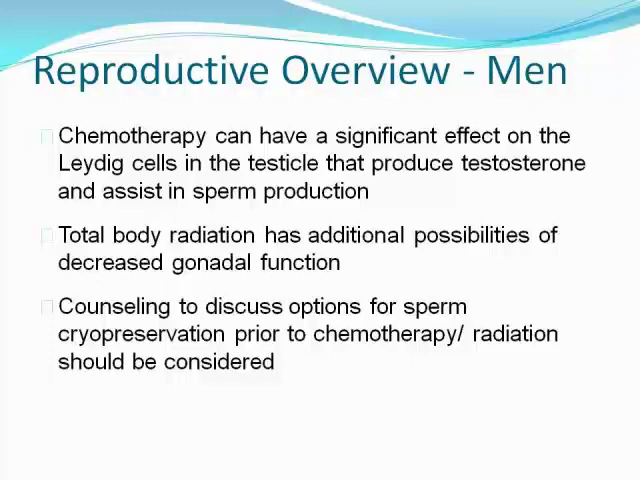 Reproductive Overview - Men
Chemotherapy can have a significant effect on the
Leydig cells in the testicle that produce testosterone
and assist in sperm production
Total body radiation has additional possibilities of
decreased gonadal function
Counseling to discuss options for sperm
cryopreservation prior to chemotherapy/ radiation
should be considered